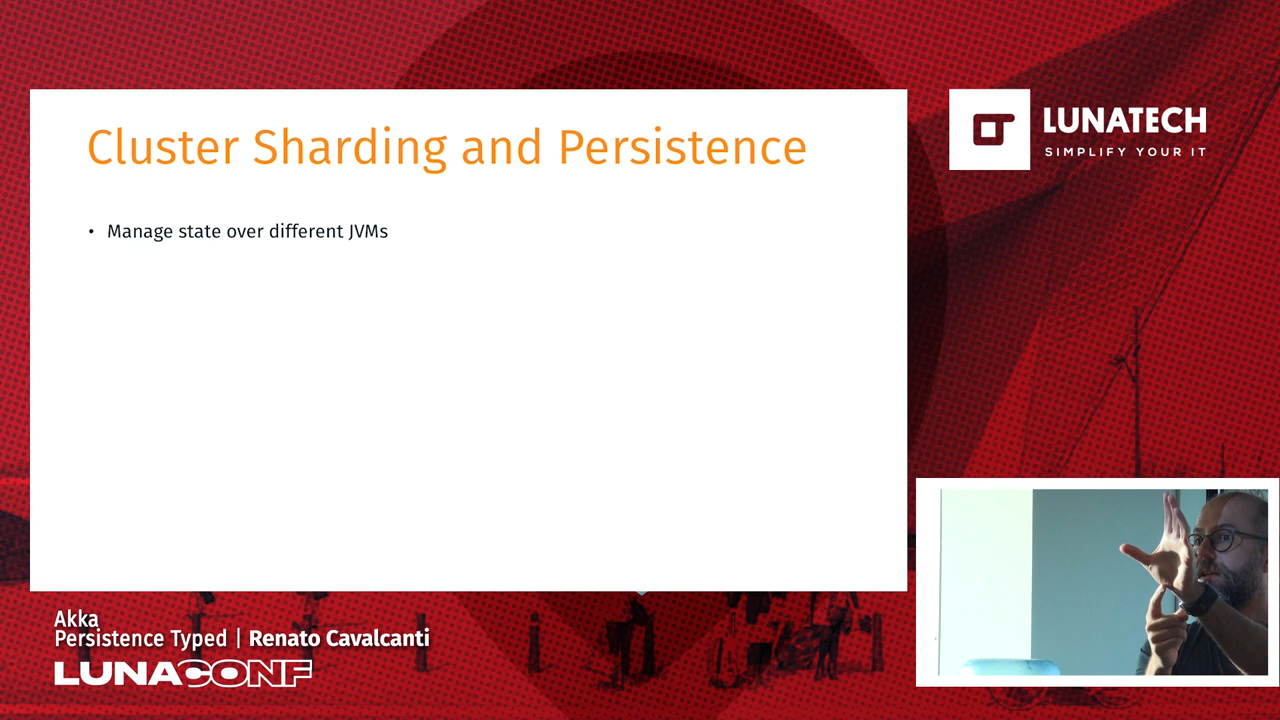 Cluster Sharding and Persistence
• Manage state over different JVMs
LUNATECH
SIMPLIFY YOUR IT
Akka
Persistence Typed | Renato Cavalcanti
LUNACONF